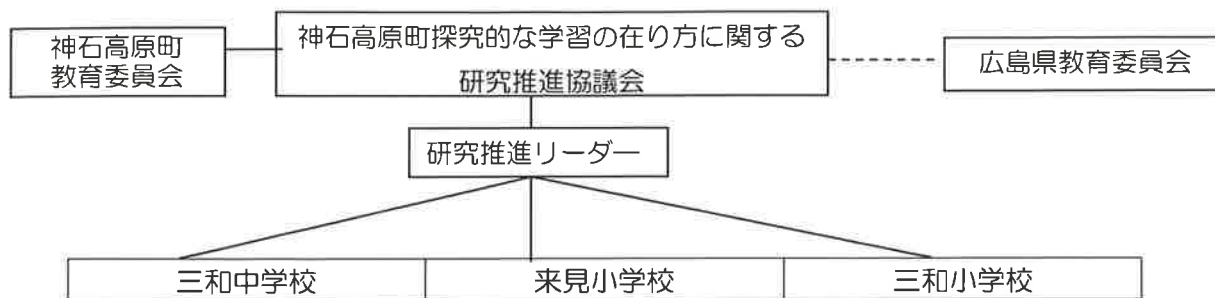 神石高原町
教育委員会
神石高原町探究的な学習の在り方に関する
研究推進協議会
広島県教育委員会
研究推進リーダー
三和中学校
来見小学校
三和小学校